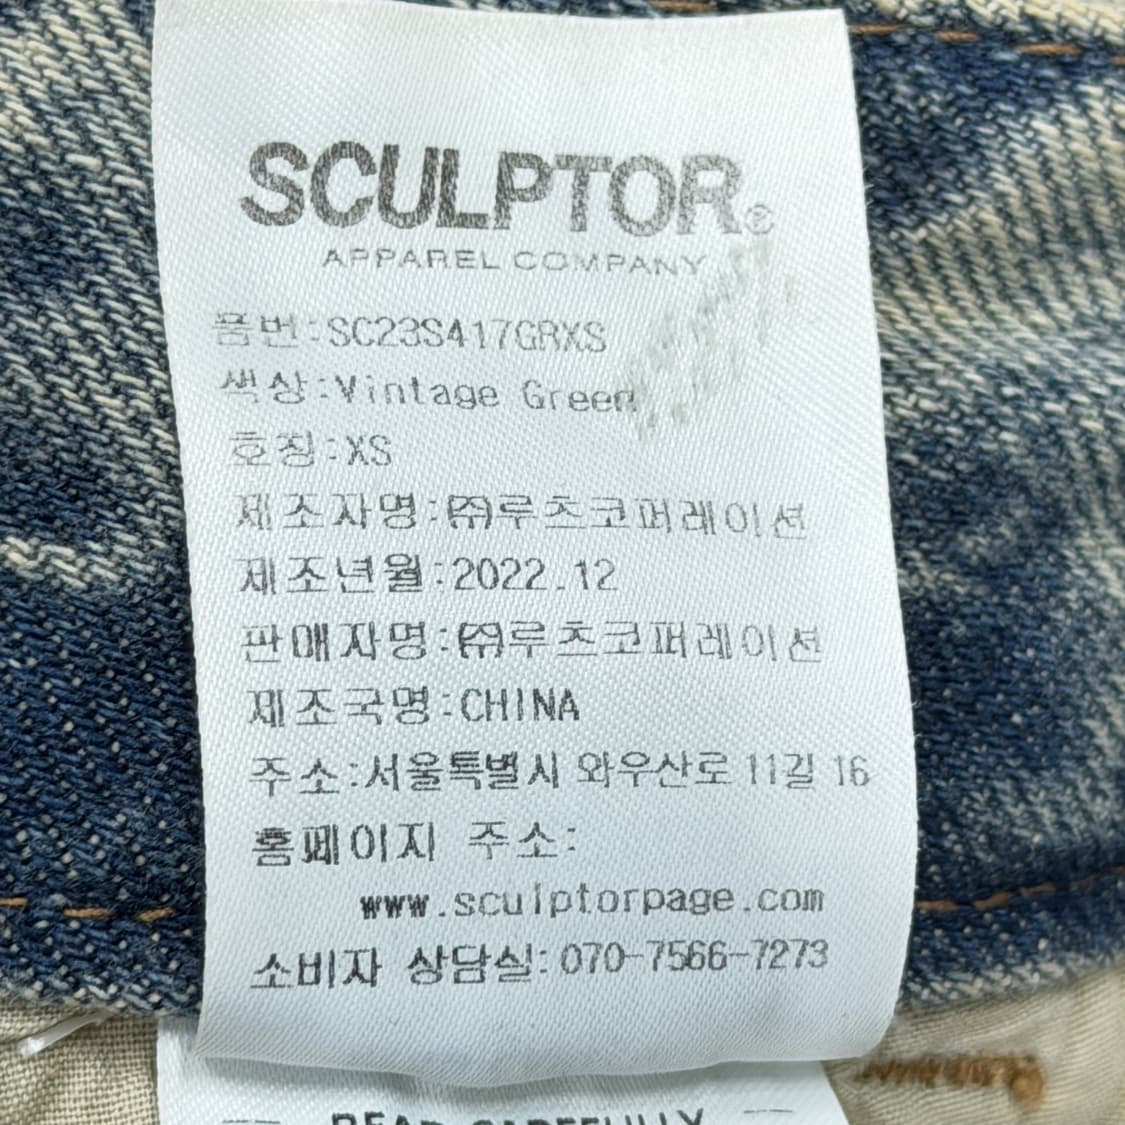 SCULPTOR®
APPAREL COMPANY
품번:SC23S417GRXS
색상:Vintage Green
호칭:XS
제조자명:㈜루츠코퍼레이션
제조년월:2022.12
판매자명:㈜루츠코퍼레이션
제조국명:CHINA
주소:서울특별시 와우산로 11길 16
홈페이지 주소:
www.sculptorpage.com
소비자 상담실:070-7566-7273
READ CAREFULLY